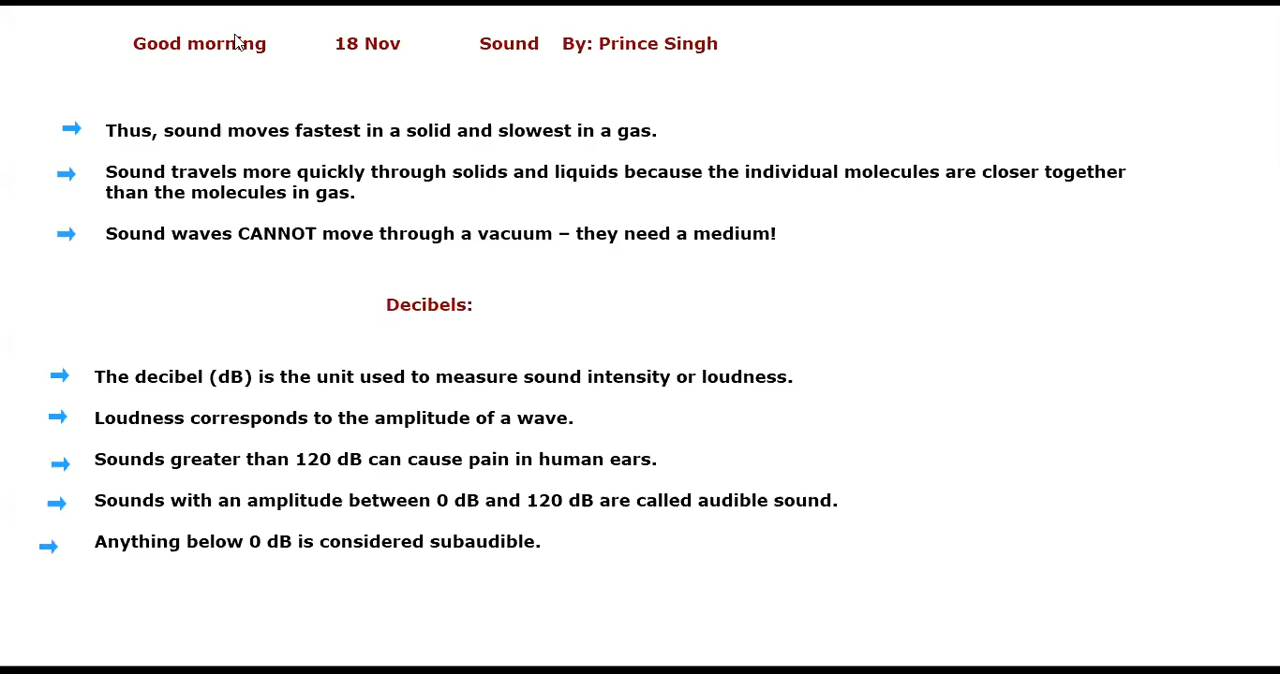 Good morning 18 Nov Sound By: Prince Singh
Thus, sound moves fastest in a solid and slowest in a gas.
Sound travels more quickly through solids and liquids because the individual molecules are closer together
than the molecules in gas.
Sound waves CANNOT move through a vacuum – they need a medium!
Decibels:
The decibel (dB) is the unit used to measure sound intensity or loudness.
Loudness corresponds to the amplitude of a wave.
Sounds greater than 120 dB can cause pain in human ears.
Sounds with an amplitude between 0 dB and 120 dB are called audible sound.
Anything below 0 dB is considered subaudible.